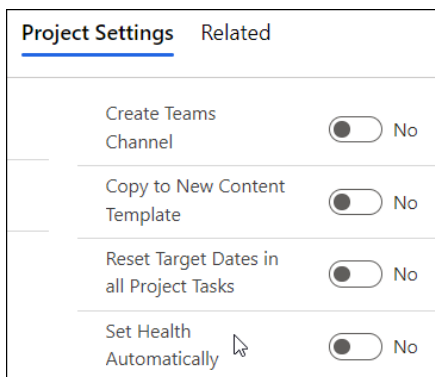 Project Settings Related
Create Teams
Channel
No
Copy to New Content
Template
No
Reset Target Dates in
all Project Tasks
No
Set Health
Automatically
No